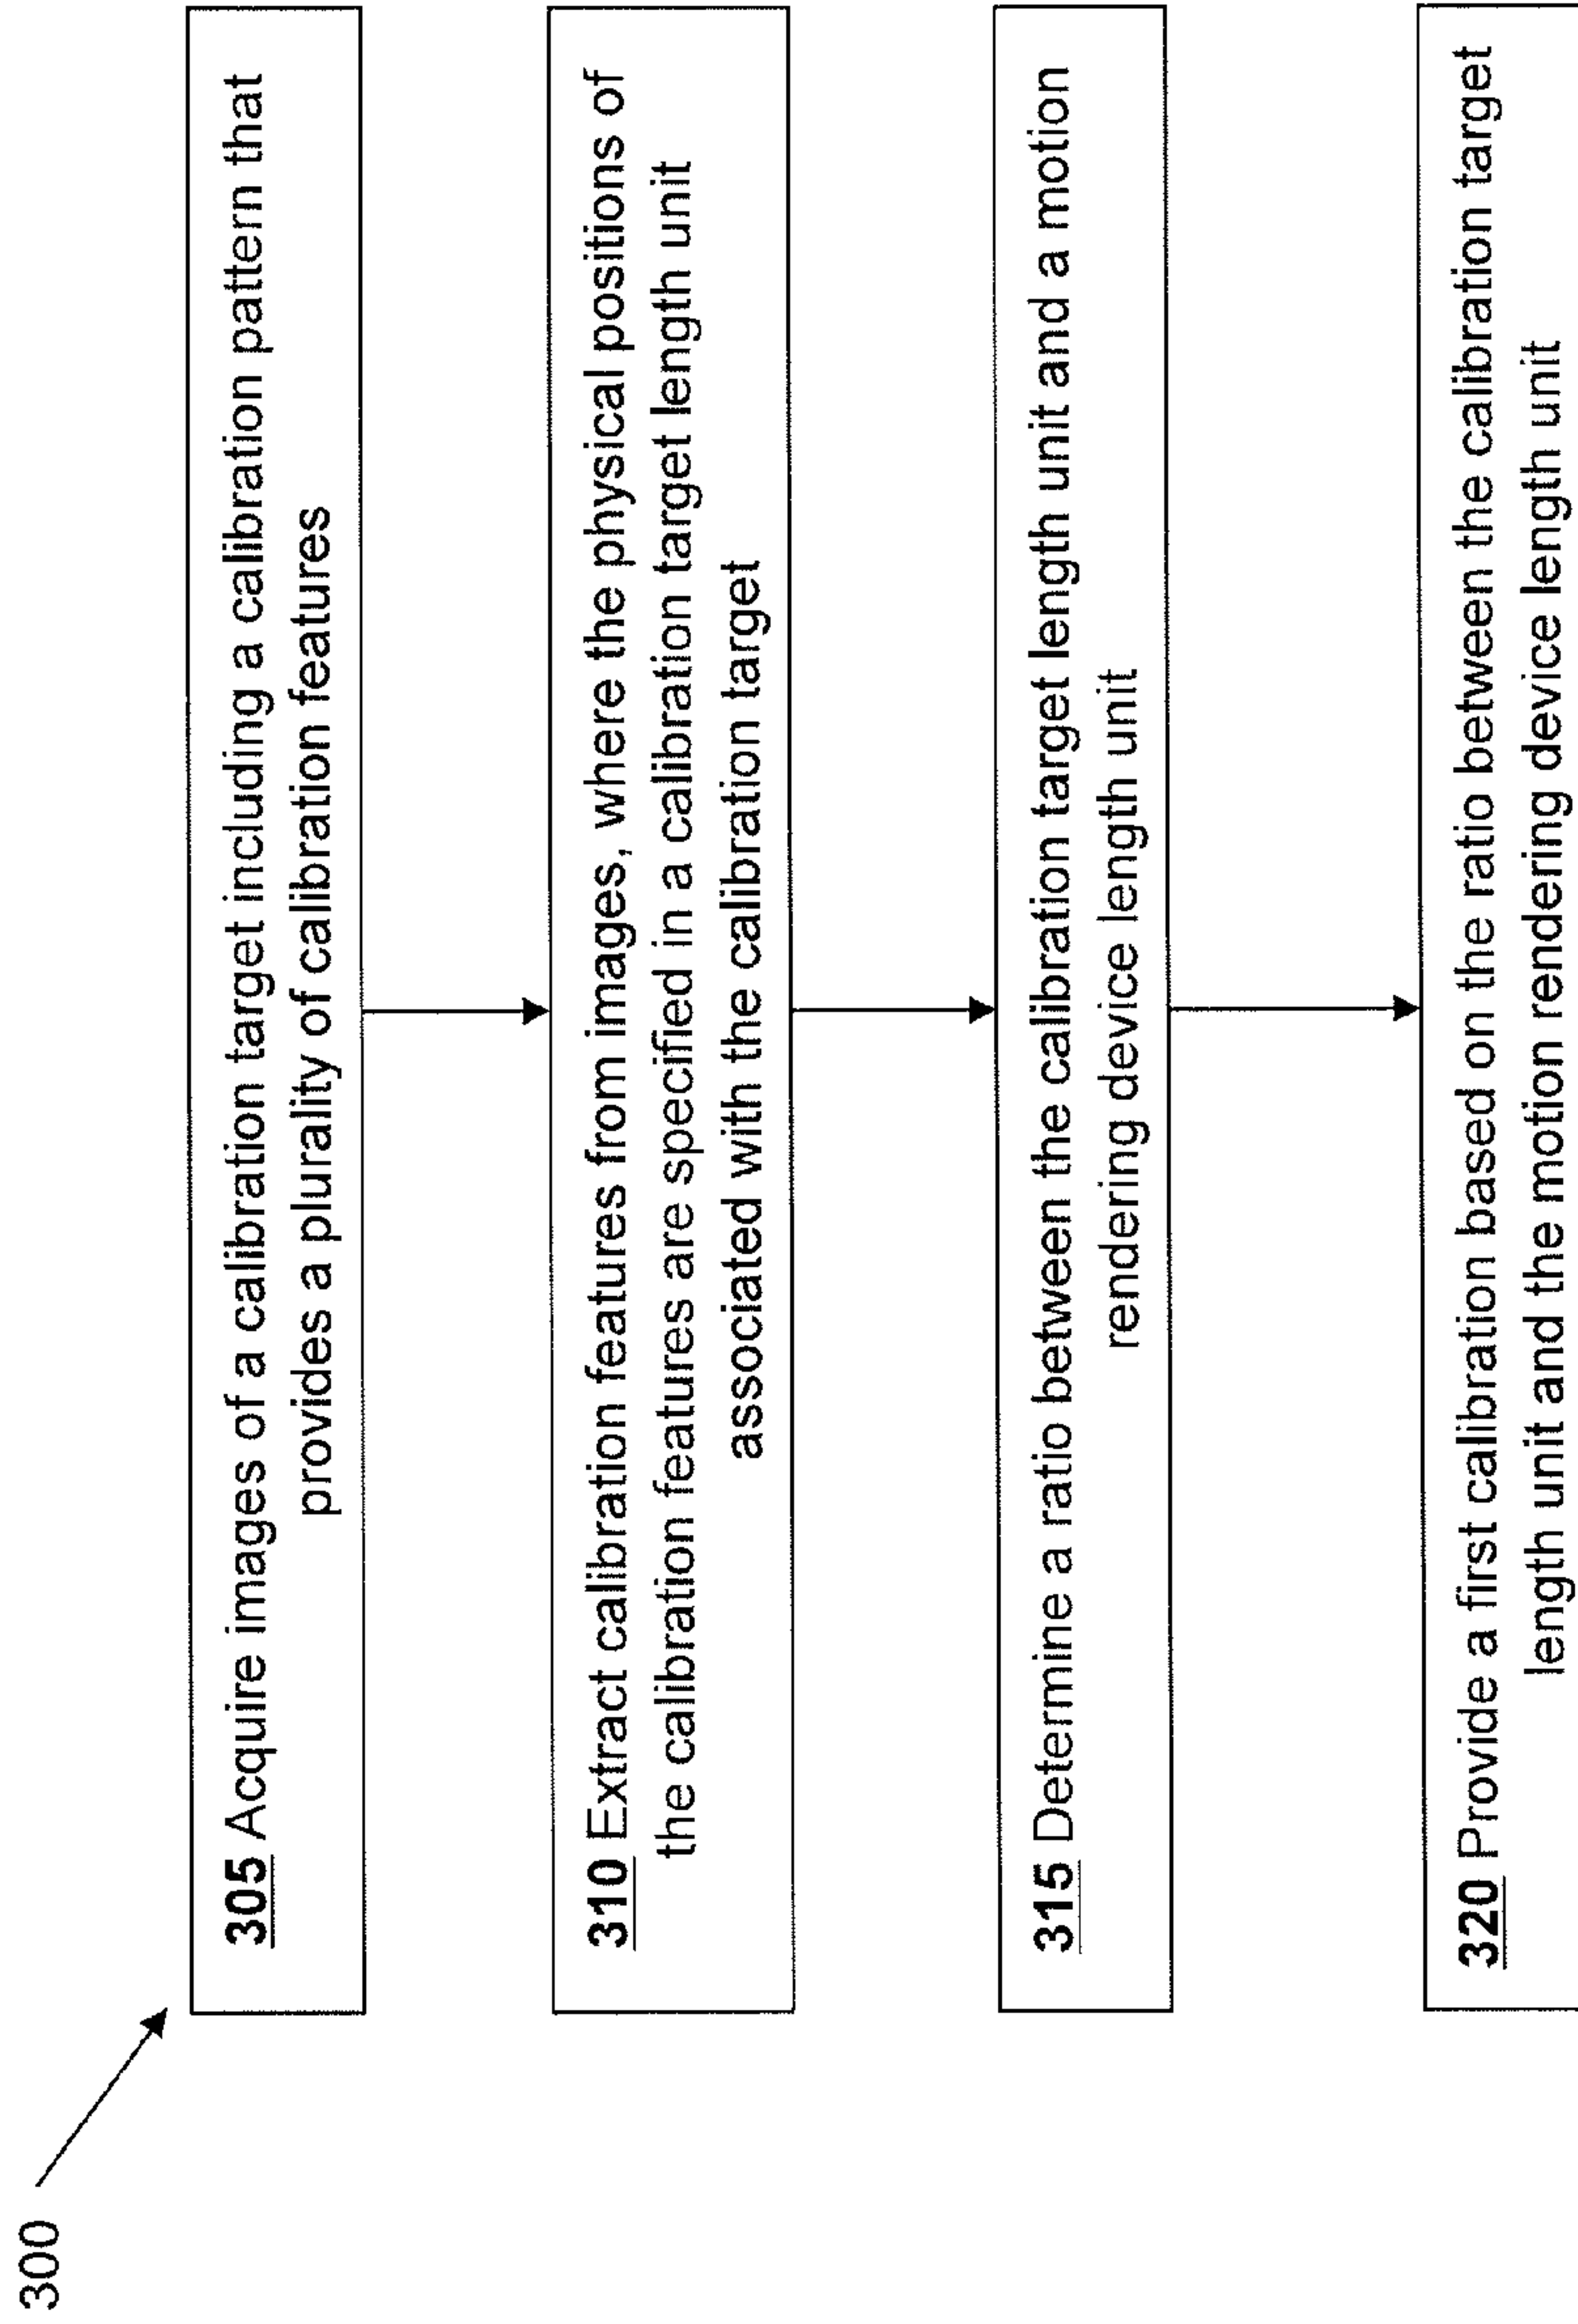 300
305 Acquire images of a calibration target including a calibration pattern that
provides a plurality of calibration features
310 Extract calibration features from images, where the physical positions of
the calibration features are specified in a calibration target length unit
associated with the calibration target
315 Determine a ratio between the calibration target length unit and a motion
rendering device length unit
320 Provide a first calibration based on the ratio between the calibration target
length unit and the motion rendering device length unit